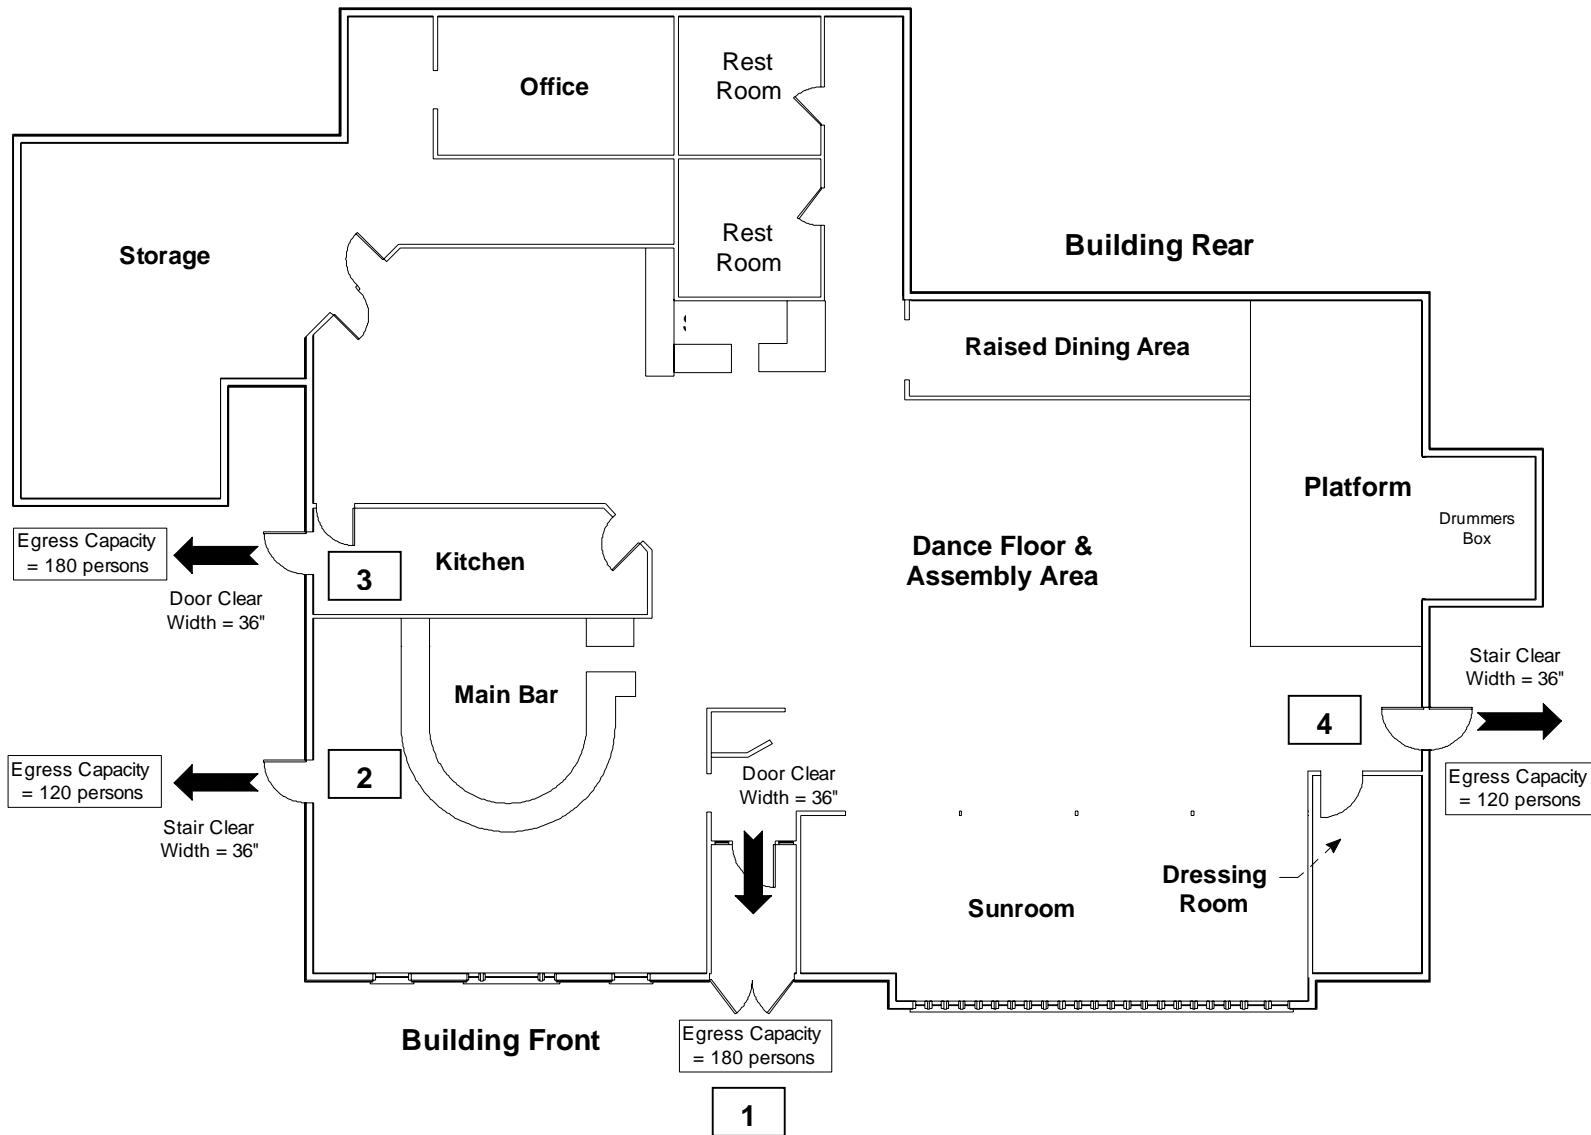 Office
Rest
Room
Rest
Room
Storage
Building Rear
Raised Dining Area
Platform
Drummers
Box
Egress Capacity
= 180 persons
Door Clear
Width = 36"
3
Kitchen
Dance Floor &
Assembly Area
Main Bar
Stair Clear
Width = 36"
4
Egress Capacity
= 120 persons
2
Egress Capacity
= 120 persons
Stair Clear
Width = 36"
Door Clear
Width = 36"
Dressing
Room
Sunroom
Building Front
Egress Capacity
= 180 persons
1